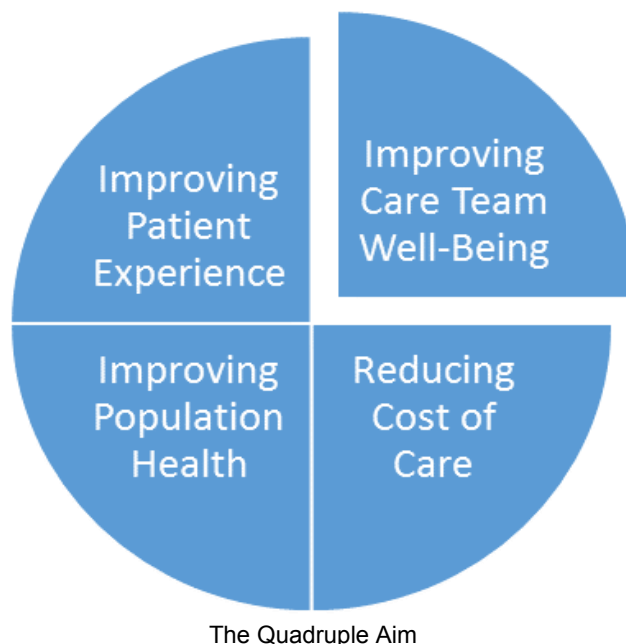 Improving
Patient
Experience
Improving
Care Team
Well-Being
Improving
Population
Health
Reducing
Cost of
Care
The Quadruple Aim